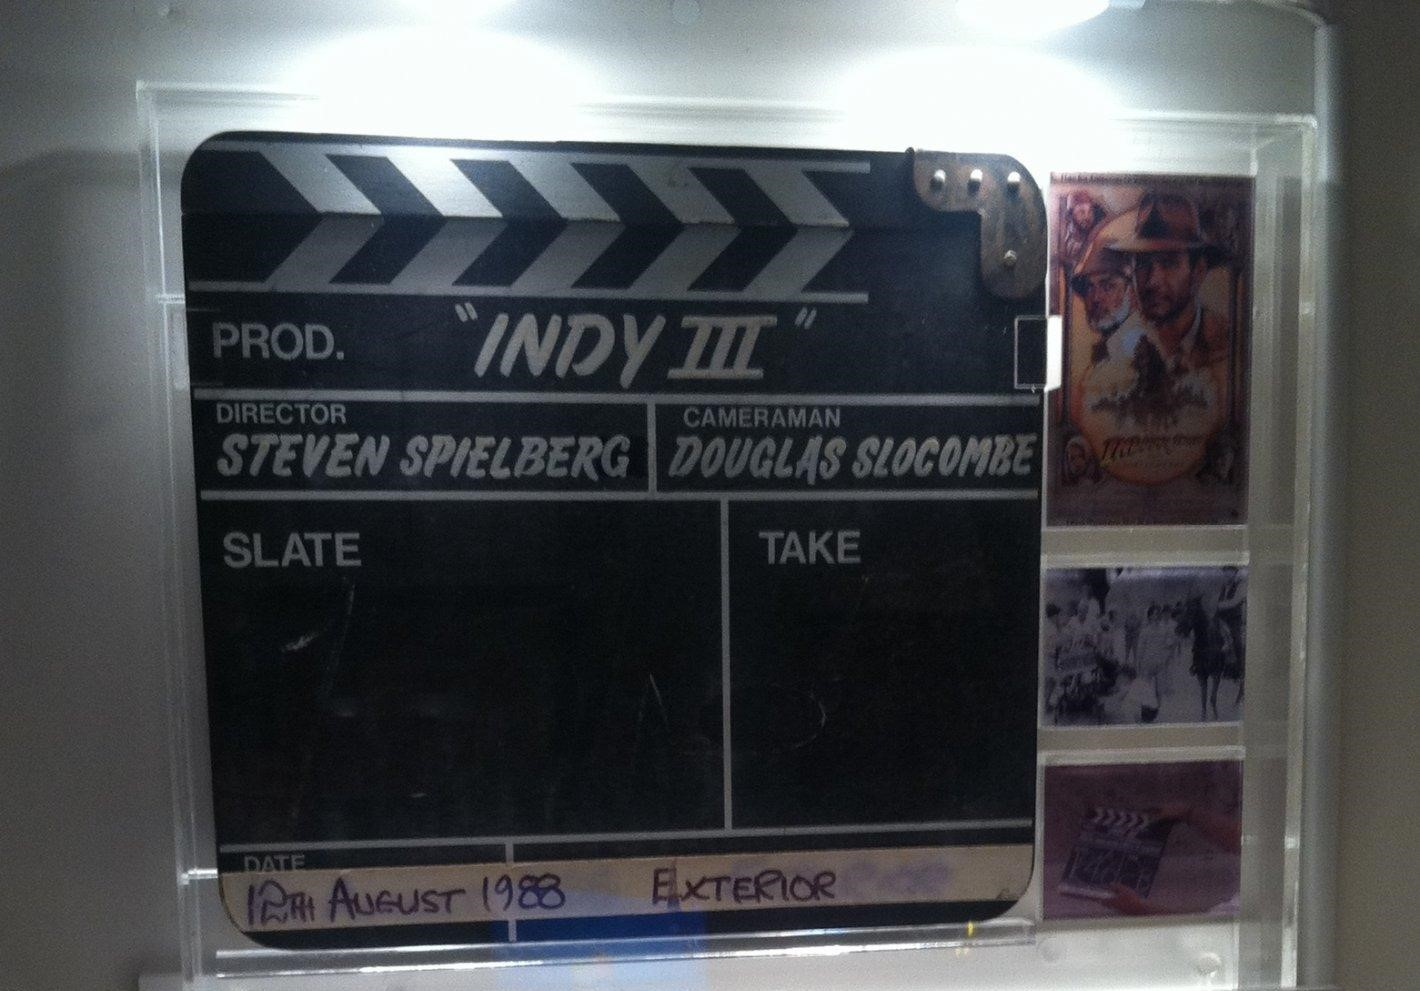 PROD. "INDY III"
DIRECTOR
STEVEN SPIELBERG
CAMERAMAN
DOUGLAS SLOCOMBE
SLATE
TAKE
DATE
12TH AUGUST 1988 EXTERIOR